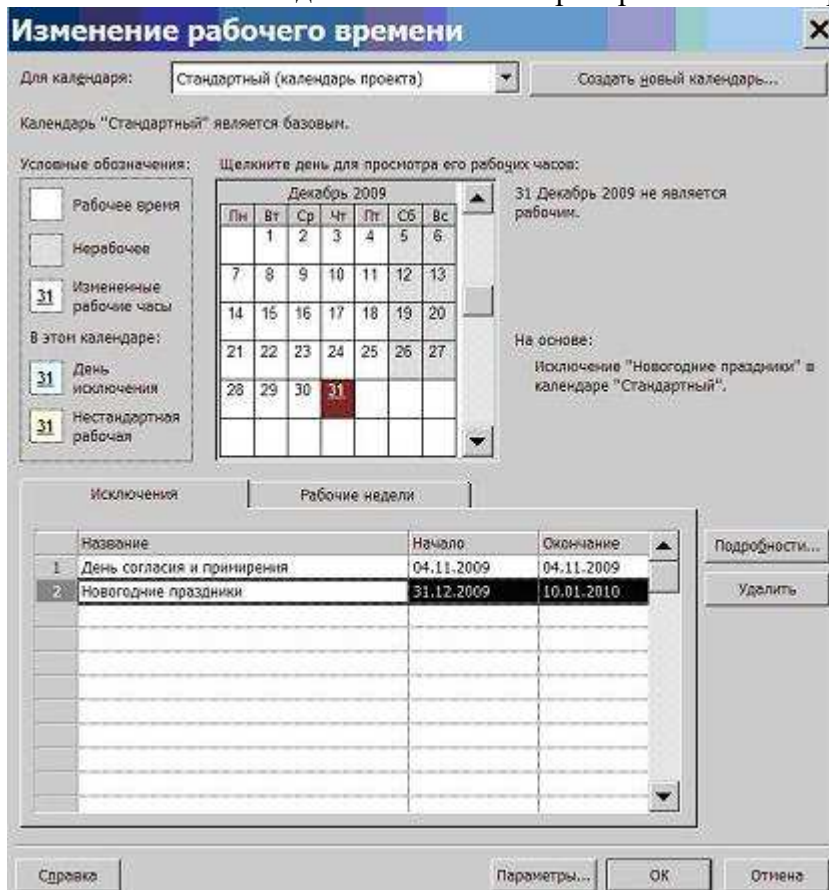 Изменение рабочего времени
Для календаря: Стандартный (календарь проекта) Создать новый календарь...
Календарь "Стандартный" является базовым.
Условные обозначения:
Рабочее время
Нерабочее
31 Измененные
рабочие часы
В этом календаре:
31 День
исключения
31 Нестандартная
рабочая
Щелкните день для просмотра его рабочих часов:
Декабрь 2009
Пн Вт Ср Чт Пт Сб Вс
1 2 3 4 5 6
7 8 9 10 11 12 13
14 15 16 17 18 19 20
21 22 23 24 25 26 27
28 29 30 31
31 Декабрь 2009 не является
рабочим.
На основе:
Исключение "Новогодние праздники" в
календаре "Стандартный".
Исключения Рабочие недели
Название Начало Окончание
1 День согласия и примирения 04.11.2009 04.11.2009
2 Новогодние праздники 31.12.2009 10.01.2010
Подробности...
Удалить
Справка Параметры... ОК Отмена